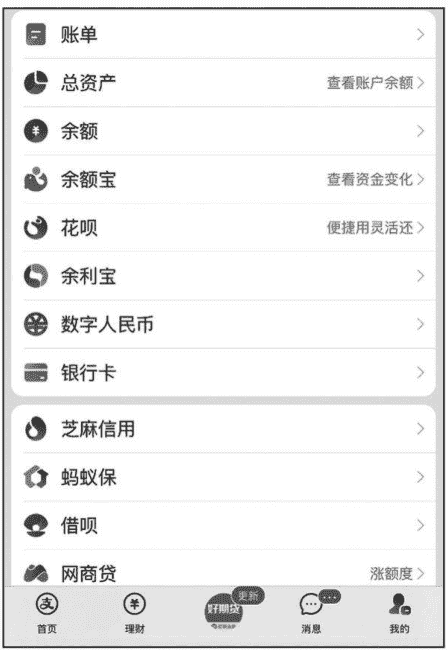 账单
总资产 查看账户余额
余额
余额宝 查看资金变化
花呗 便捷用灵活还
余利宝
数字人民币
银行卡
芝麻信用
蚂蚁保
借呗
网商贷 涨额度
更新
好期贷
首页 理财 消息 我的